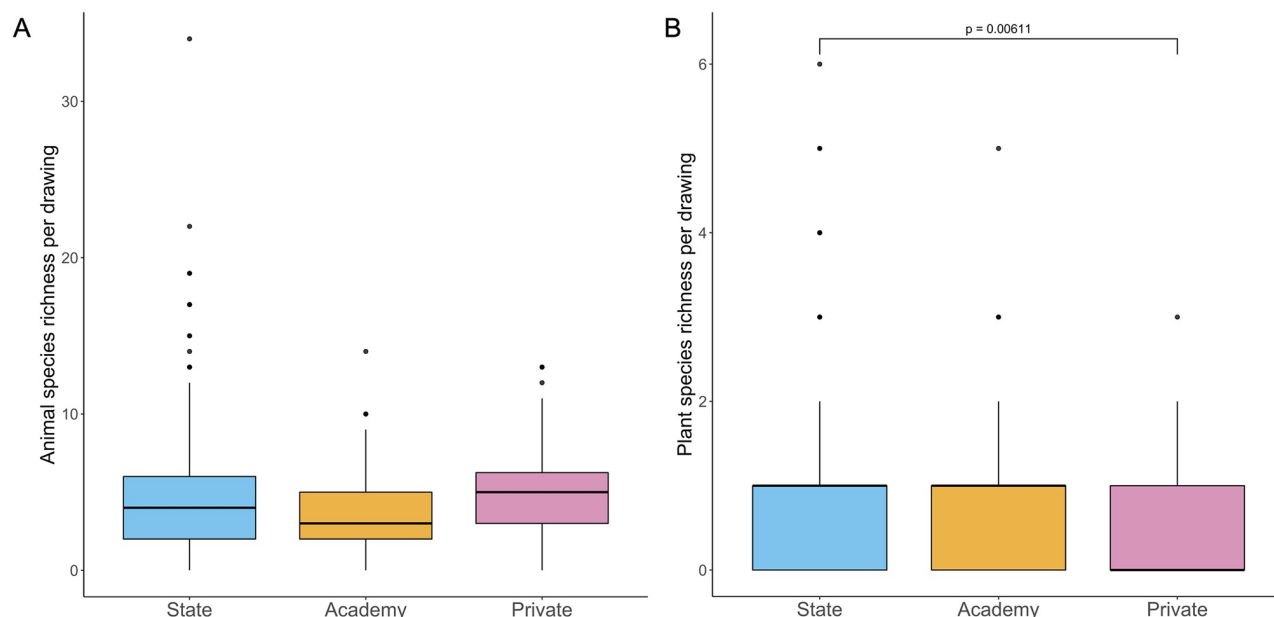 A
Animal species richness per drawing
30
20
10
0
State Academy Private
B
p = 0.00611
Plant species richness per drawing
6
4
2
0
State Academy Private